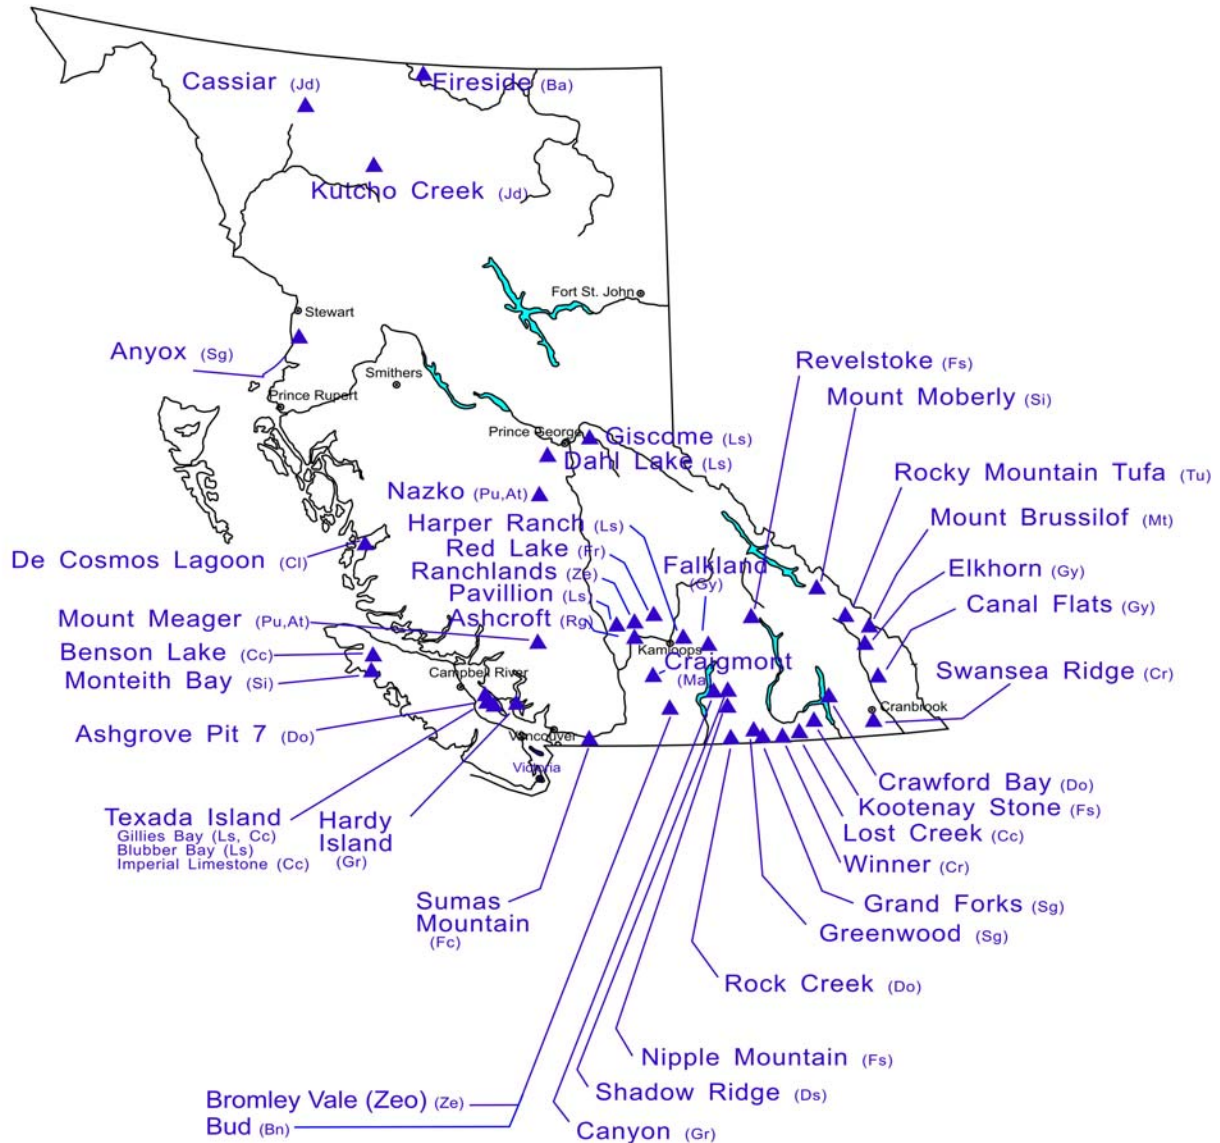 Cassiar (Jd)
Fireside (Ba)
Kutcho Creek (Jd)
Fort St. John
Stewart
Anyox (Sg)
Smithers
Prince Rupert
Revelstoke (Fs)
Mount Moberly (Si)
Prince George
Giscome (Ls)
Dahl Lake (Ls)
Rocky Mountain Tufa (Tu)
Nazko (Pu,At)
Mount Brussilof (Mt)
Harper Ranch (Ls)
Red Lake (Fr)
De Cosmos Lagoon (Cl)
Falkland
(Gy)
Elkhorn (Gy)
Ranchlands (Ze)
Pavillion (Ls)
Canal Flats (Gy)
Mount Meager (Pu,At)
Ashcroft (Rg)
Kamloops
Benson Lake (Cc)
Craigmont
(Ma)
Campbell River
Monteith Bay (Si)
Swansea Ridge (Cr)
Cranbrook
Ashgrove Pit 7 (Do)
Vancouver
Victoria
Crawford Bay (Do)
Kootenay Stone (Fs)
Texada Island
Gillies Bay (Ls, Cc)
Blubber Bay (Ls)
Imperial Limestone (Cc)
Hardy
Island
(Gr)
Lost Creek (Cc)
Winner (Cr)
Sumas
Mountain
(Fc)
Grand Forks (Sg)
Greenwood (Sg)
Rock Creek (Do)
Nipple Mountain (Fs)
Shadow Ridge (Ds)
Bromley Vale (Zeo) (Ze)
Bud (Bn)
Canyon (Gr)